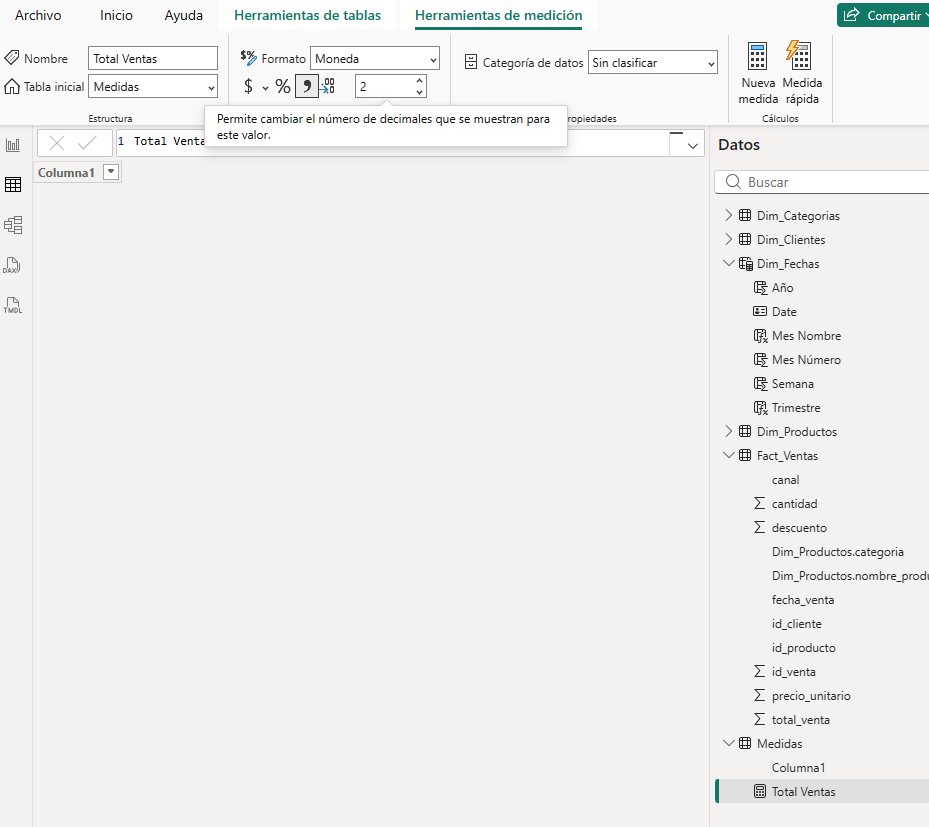 Archivo Inicio Ayuda Herramientas de tablas Herramientas de medición Compartir
Nombre Total Ventas $% Formato Moneda Categoría de datos Sin clasificar
Tabla inicial Medidas $ % 9 .00 2
Nueva medida
Medida rápida
Estructura Cálculos
Permite cambiar el número de decimales que se muestran para
este valor.
1 Total Venta
Columna1
DAX
TMDL
Datos
Buscar
Dim_Categorias
Dim_Clientes
Dim_Fechas
Año
Date
Mes Nombre
Mes Número
Semana
Trimestre
Dim_Productos
Fact_Ventas
canal
cantidad
descuento
Dim_Productos.categoria
Dim_Productos.nombre_produ
fecha_venta
id_cliente
id_producto
id_venta
precio_unitario
total_venta
Medidas
Columna1
Total Ventas